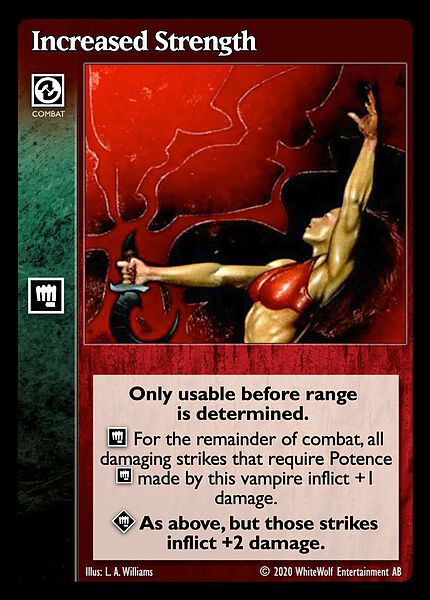 Increased Strength
COMBAT
Only usable before range
is determined.
For the remainder of combat, all
damaging strikes that require Potence
made by this vampire inflict +1
damage.
As above, but those strikes
inflict +2 damage.
Illus: L. A. Williams
© 2020 WhiteWolf Entertainment AB